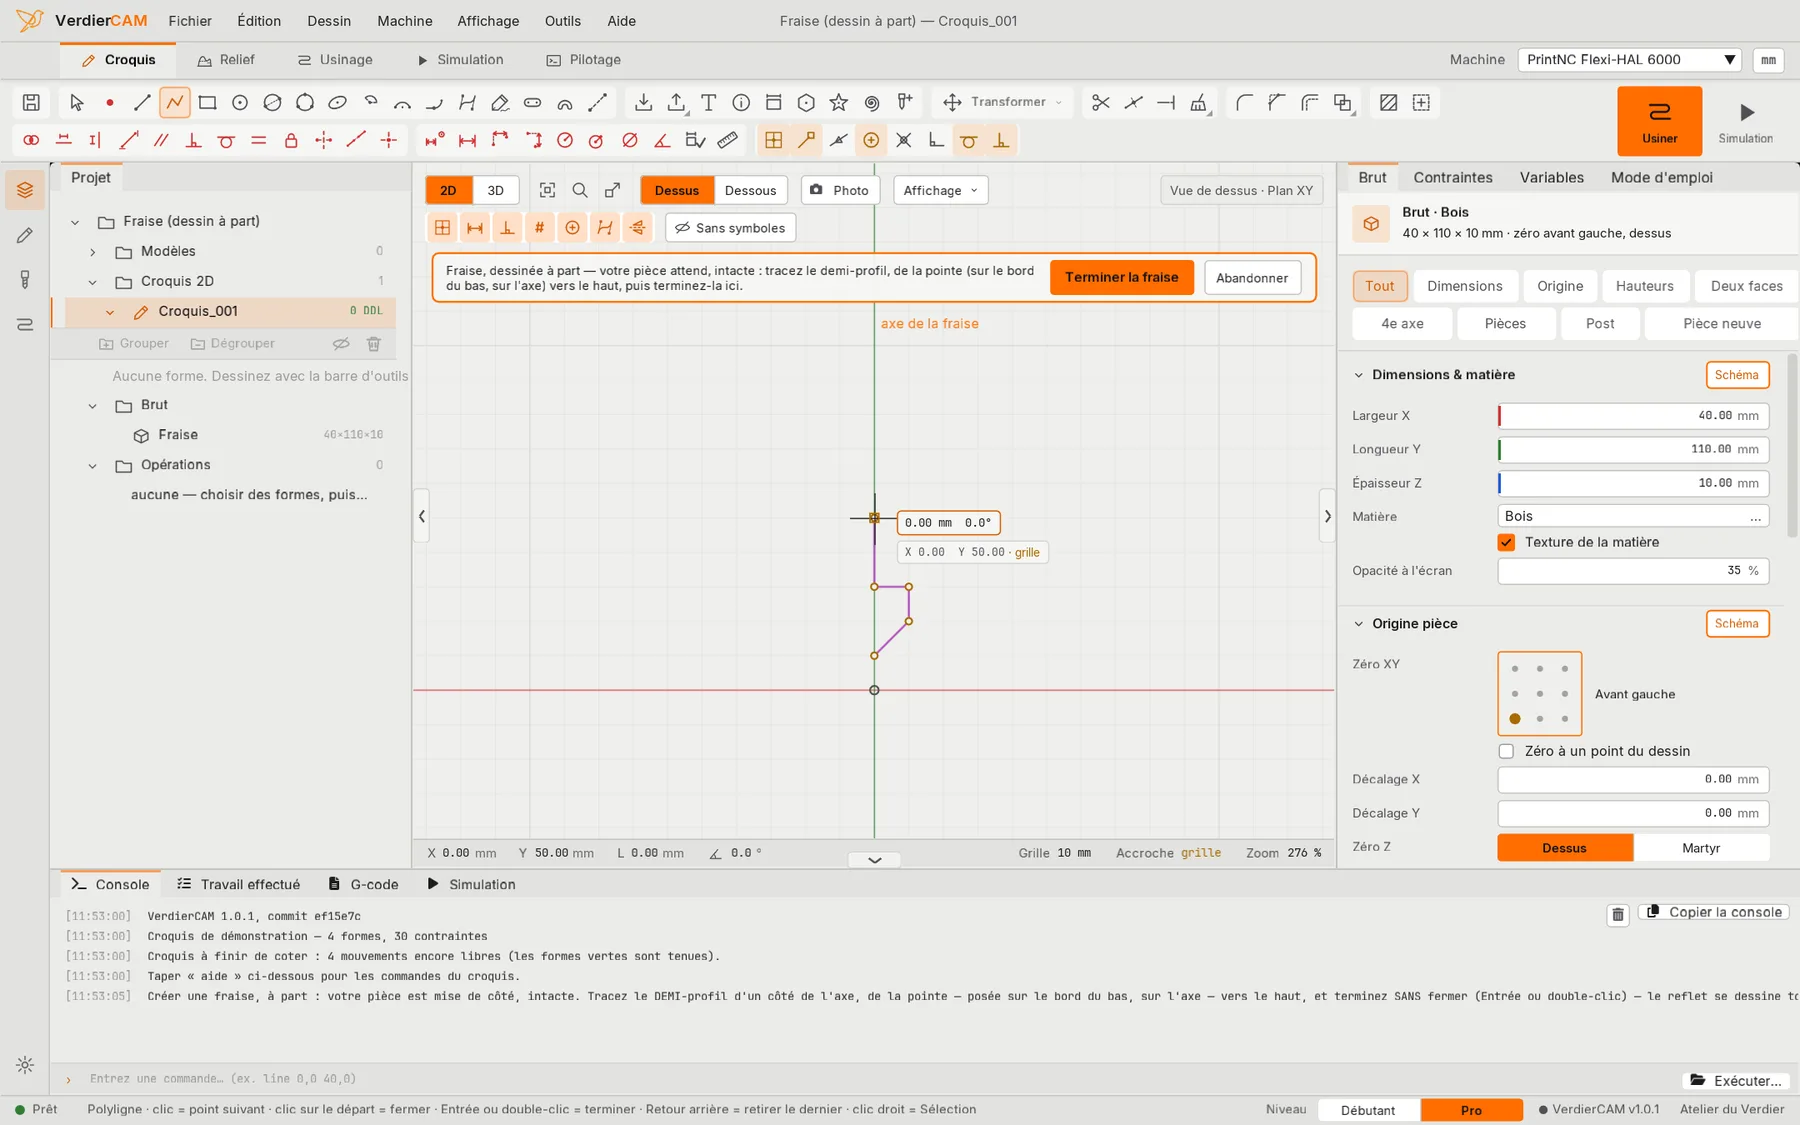 VerdierCAM Fichier Édition Dessin Machine Affichage Outils Aide Fraise (dessin à part) — Croquis_001
Croquis Relief Usinage Simulation Pilotage Machine PrintNC Flexi-HAL 6000 mm
Transformer
Usiner Simulation
Projet
2D 3D Dessus Dessous Photo Affichage Vue de dessus · Plan XY
Sans symboles
Fraise, dessinée à part — votre pièce attend, intacte : tracez le demi-profil, de la pointe (sur le bord
du bas, sur l'axe) vers le haut, puis terminez-la ici.
Terminer la fraise Abandonner
axe de la fraise
Fraise (dessin à part)
Modèles 0
Croquis 2D 1
Croquis_001 0 DDL
Grouper Dégrouper
Aucune forme. Dessinez avec la barre d'outils
Brut
Fraise 40×110×10
Opérations 0
aucune — choisir des formes, puis...
0.00 mm 0.0°
X 0.00 Y 50.00 · grille
X 0.00 mm Y 50.00 mm L 0.00 mm 0.0 ° Grille 10 mm Accroche grille Zoom 276 %
Brut Contraintes Variables Mode d'emploi
Brut · Bois
40 × 110 × 10 mm · zéro avant gauche, dessus
Tout Dimensions Origine Hauteurs Deux faces
4e axe Pièces Post Pièce neuve
Dimensions & matière Schéma
Largeur X 40.00 mm
Longueur Y 110.00 mm
Épaisseur Z 10.00 mm
Matière Bois ...
Texture de la matière
Opacité à l'écran 35 %
Origine pièce Schéma
Zéro XY Avant gauche
Zéro à un point du dessin
Décalage X 0.00 mm
Décalage Y 0.00 mm
Zéro Z Dessus Martyr
Console Travail effectué G-code Simulation
Copier la console
[11:53:00] VerdierCAM 1.0.1, commit ef15e7c
[11:53:00] Croquis de démonstration — 4 formes, 30 contraintes
[11:53:00] Croquis à finir de coter : 4 mouvements encore libres (les formes vertes sont tenues).
[11:53:00] Taper « aide » ci-dessous pour les commandes du croquis.
[11:53:05] Créer une fraise, à part : votre pièce est mise de côté, intacte. Tracez le DEMI-profil d'un côté de l'axe, de la pointe — posée sur le bord du bas, sur l'axe — vers le haut, et terminez SANS fermer (Entrée ou double-clic) — le reflet se dessine
› Entrez une commande… (ex. line 0,0 40,0) Exécuter...
Prêt Polyligne · clic = point suivant · clic sur le départ = fermer · Entrée ou double-clic = terminer · Retour arrière = retirer le dernier · clic droit = Sélection Niveau Débutant Pro VerdierCAM v1.0.1 Atelier du Verdier